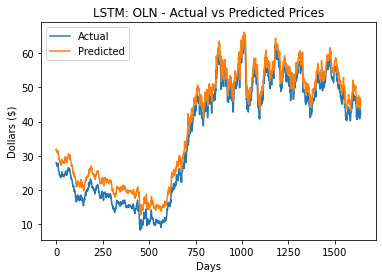 LSTM: OLN - Actual vs Predicted Prices
Actual
Predicted
Dollars ($)
60
50
40
30
20
10
0
250
500
750
1000
1250
1500
Days